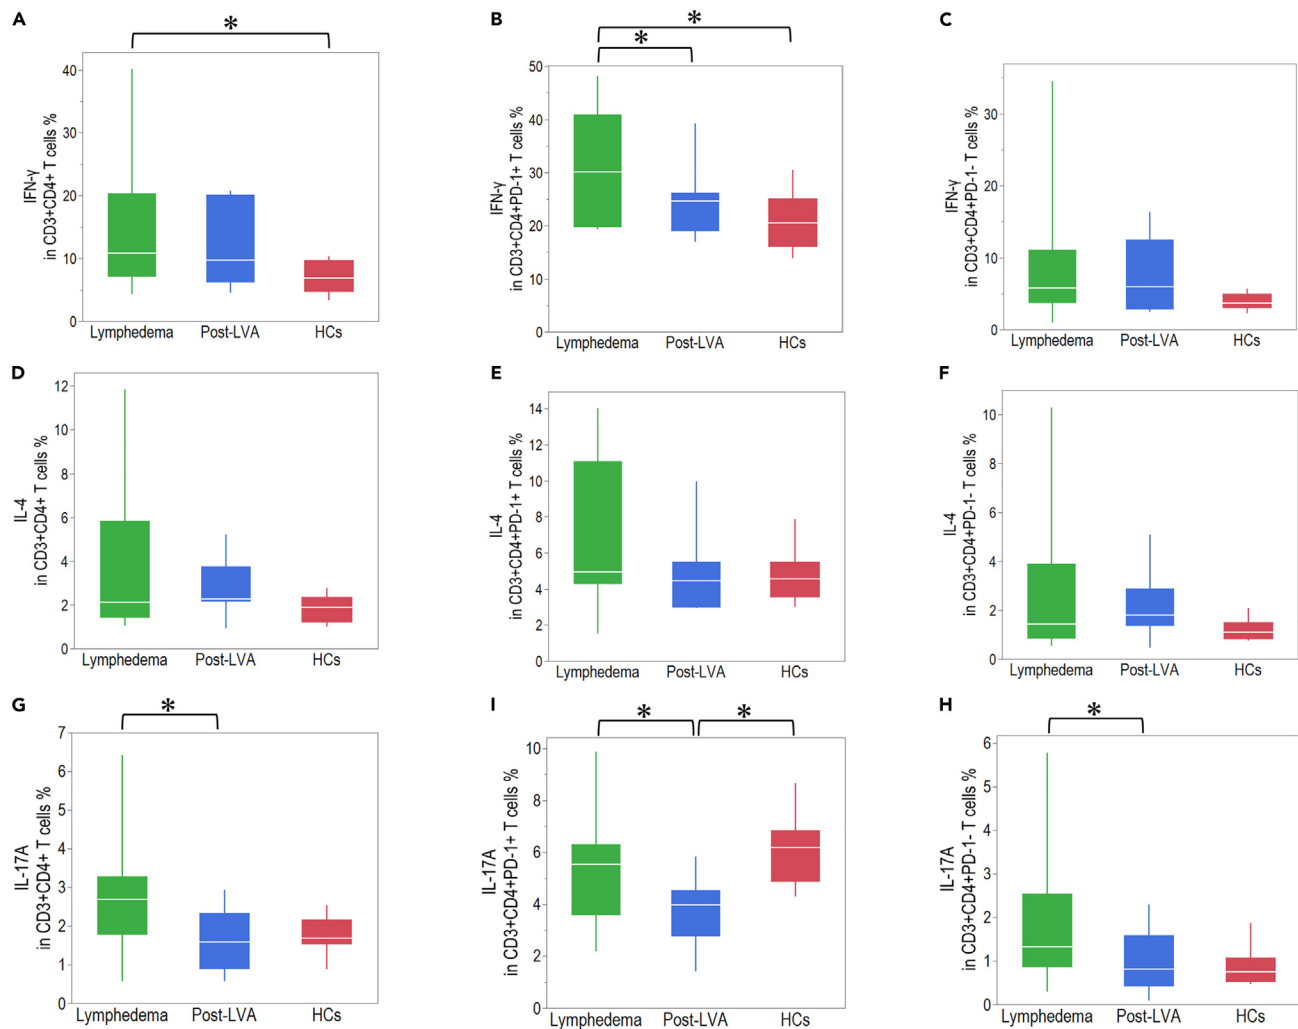 A
*
IFN-γ
in CD3+CD4+ T cells %
40
30
20
10
0
Lymphedema Post-LVA HCs
B
*
*
IFN-γ
in CD3+CD4+PD-1+ T cells %
50
40
30
20
10
0
Lymphedema Post-LVA HCs
C
IFN-γ
in CD3+CD4+PD-1- T cells %
30
20
10
0
Lymphedema Post-LVA HCs
D
IL-4
in CD3+CD4+ T cells %
12
10
8
6
4
2
0
Lymphedema Post-LVA HCs
E
IL-4
in CD3+CD4+PD-1+ T cells %
14
12
10
8
6
4
2
0
Lymphedema Post-LVA HCs
F
IL-4
in CD3+CD4+PD-1- T cells %
10
8
6
4
2
0
Lymphedema Post-LVA HCs
G
*
IL-17A
in CD3+CD4+ T cells %
7
6
5
4
3
2
1
0
Lymphedema Post-LVA HCs
I
* *
IL-17A
in CD3+CD4+PD-1+ T cells %
10
8
6
4
2
0
Lymphedema Post-LVA HCs
H
*
IL-17A
in CD3+CD4+PD-1- T cells %
6
5
4
3
2
1
0
Lymphedema Post-LVA HCs